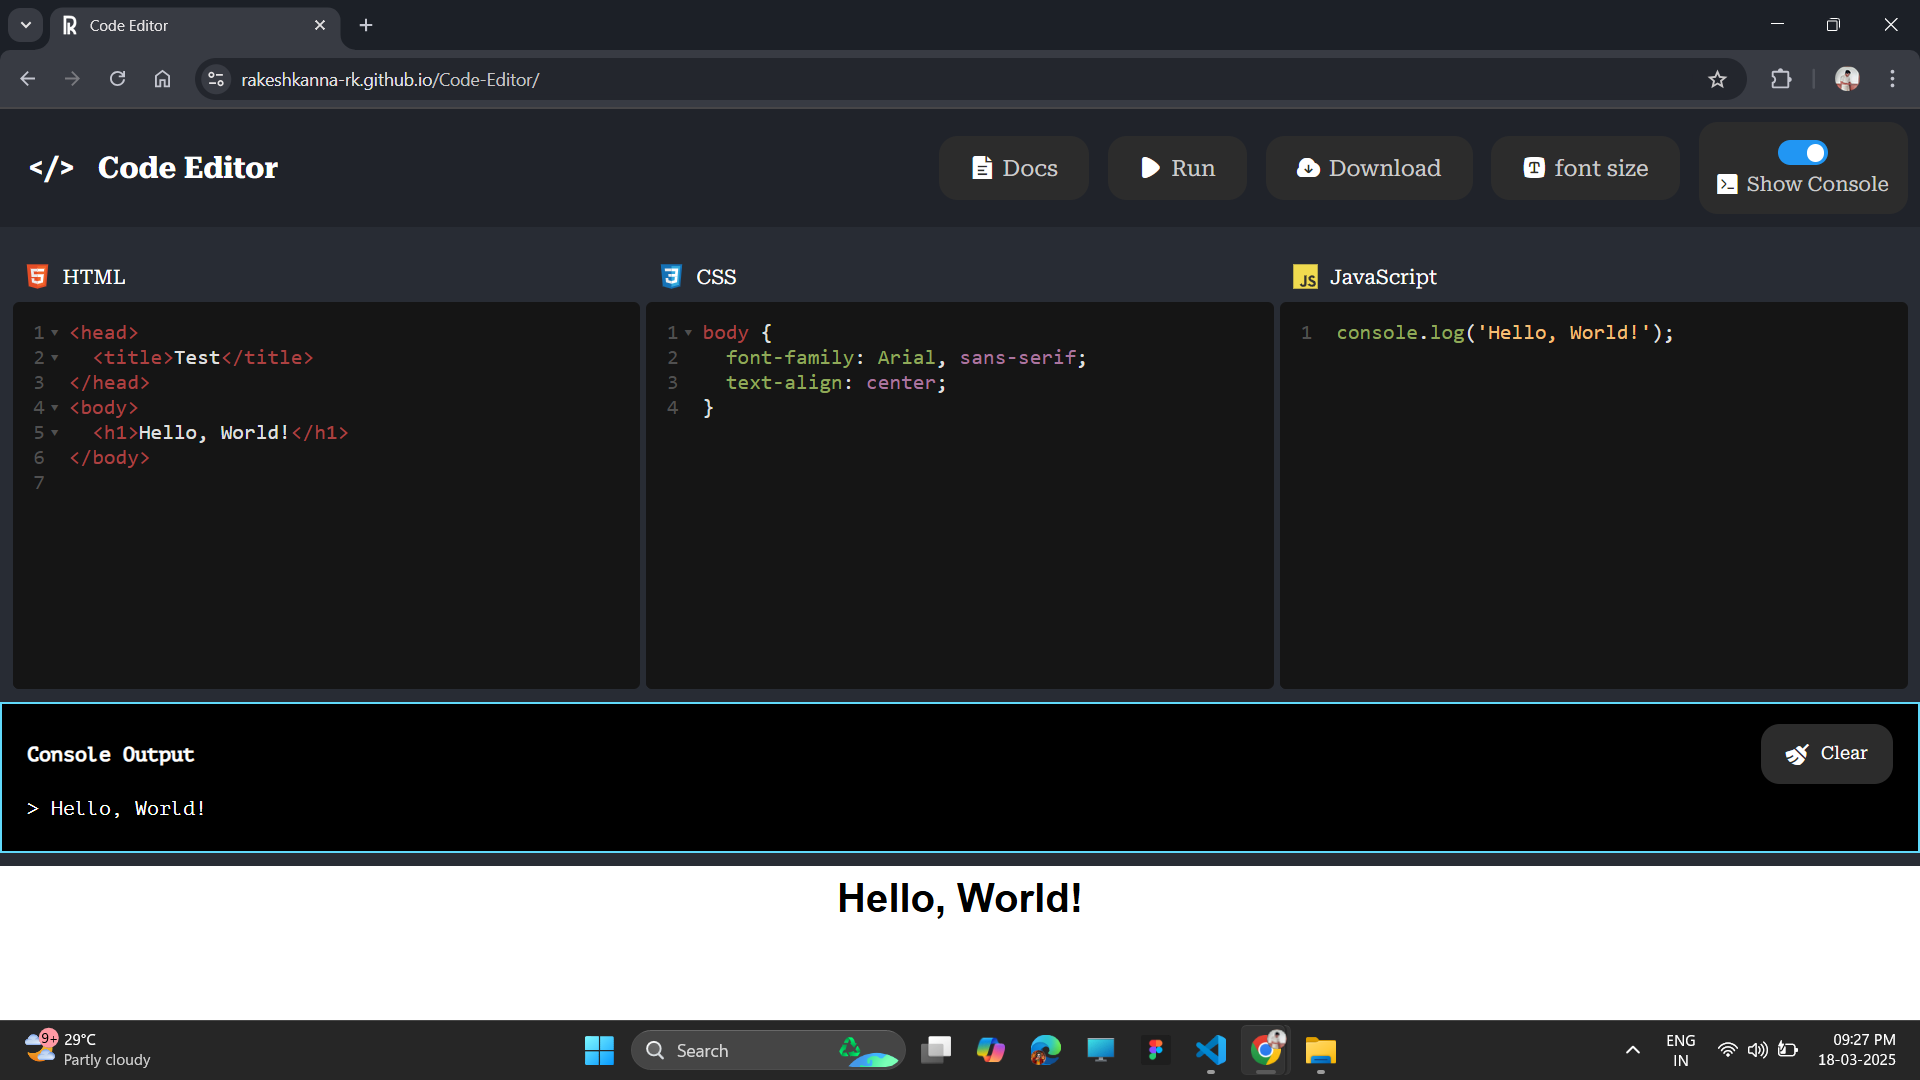 Code Editor
rakeshkanna-rk.github.io/Code-Editor/
</> Code Editor
Docs
Run
Download
font size
Show Console
HTML
1 <head>
2 <title>Test</title>
3 </head>
4 <body>
5 <h1>Hello, World!</h1>
6 </body>
7
CSS
1 body {
2 font-family: Arial, sans-serif;
3 text-align: center;
4 }
JS JavaScript
1 console.log('Hello, World!');
Console Output
Clear
> Hello, World!
Hello, World!
9+
29°C
Partly cloudy
Search
ENG
IN
09:27 PM
18-03-2025